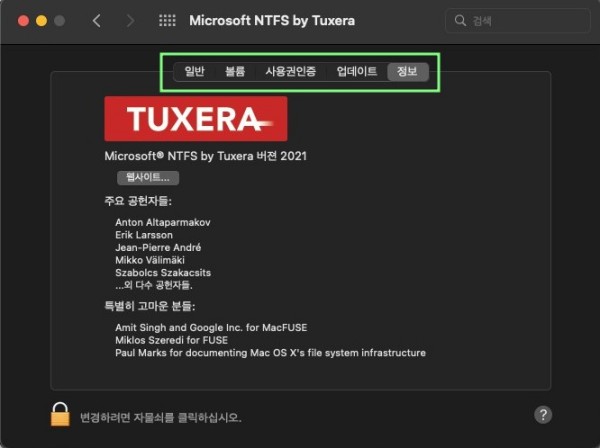 Microsoft NTFS by Tuxera
검색
일반 볼륨 사용권인증 업데이트 정보
TUXERA
Microsoft® NTFS by Tuxera 버젼 2021
웹사이트...
주요 공헌자들:
Anton Altaparmakov
Erik Larsson
Jean-Pierre André
Mikko Välimäki
Szabolcs Szakacsits
...외 다수 공헌자들.
특별히 고마운 분들:
Amit Singh and Google Inc. for MacFUSE
Miklos Szeredi for FUSE
Paul Marks for documenting Mac OS X's file system infrastructure
변경하려면 자물쇠를 클릭하십시오.
?